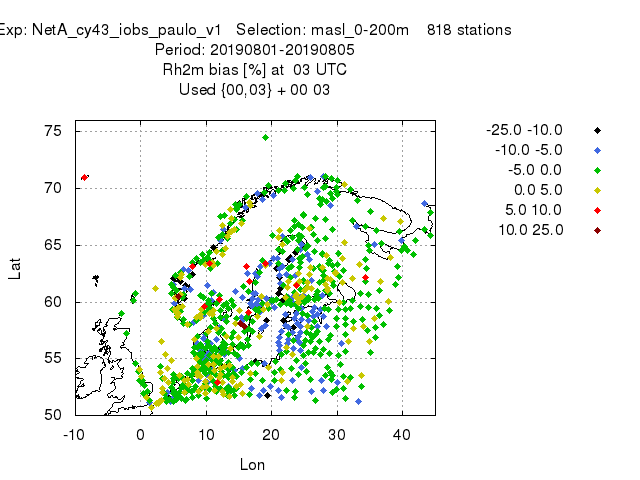 Exp: NetA_cy43_iobs_paulo_v1 Selection: masl_0-200m 818 stations
Period: 20190801-20190805
Rh2m bias [%] at 03 UTC
Used {00,03} + 00 03
-25.0 -10.0
-10.0 -5.0
-5.0 0.0
0.0 5.0
5.0 10.0
10.0 25.0
75
70
65
60
55
50
Lat
-10 0 10 20 30 40
Lon